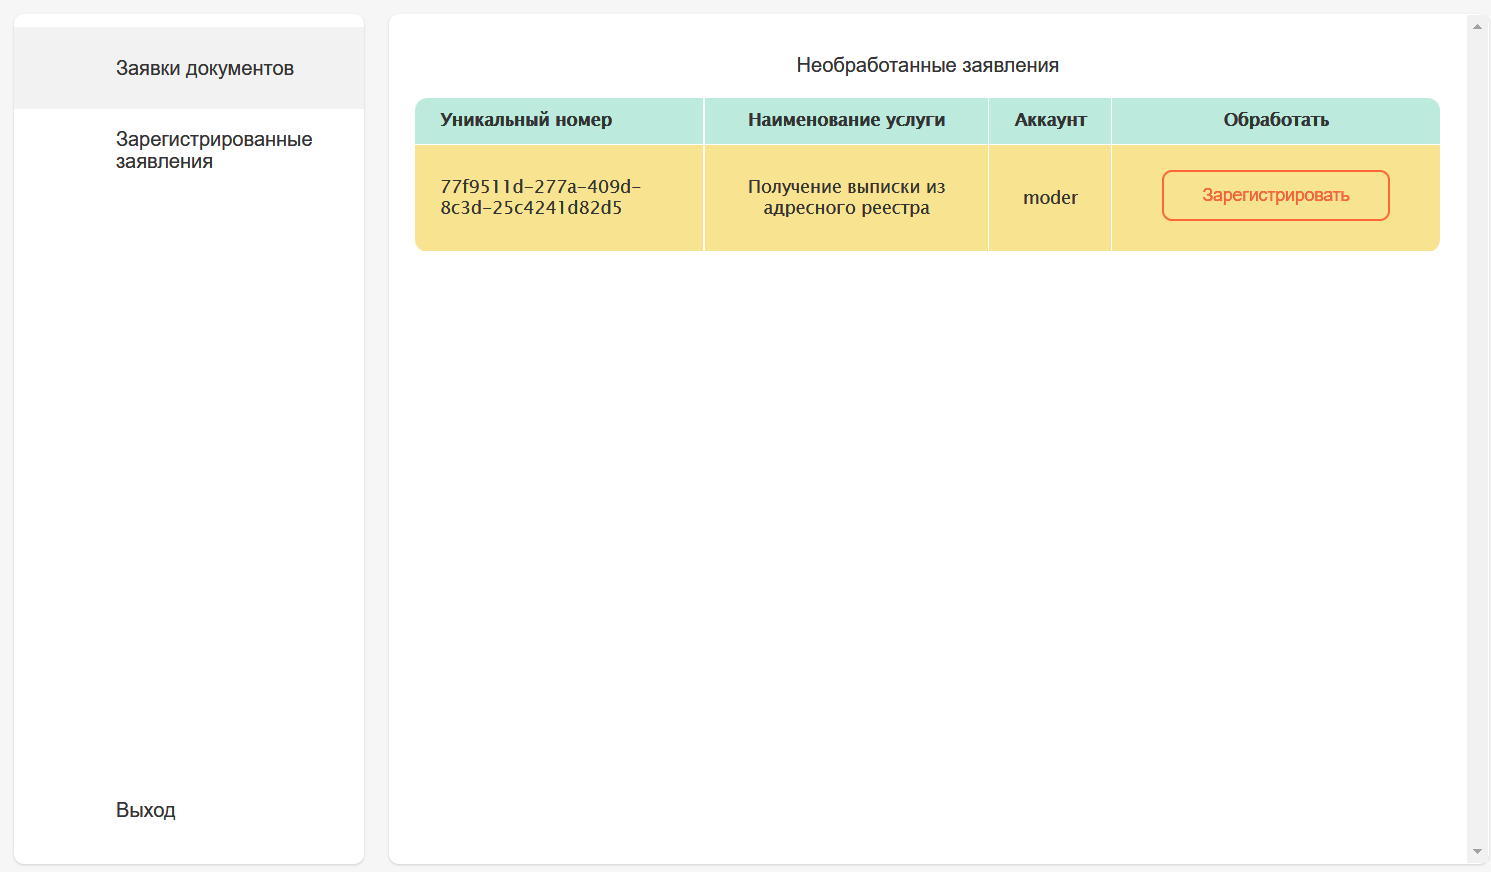 Заявки документов
Зарегистрированные
заявления
Выход
Необработанные заявления
Уникальный номер
Наименование услуги
Аккаунт
Обработать
77f9511d-277a-409d-
8c3d-25c4241d82d5
Получение выписки из
адресного реестра
moder
Зарегистрировать